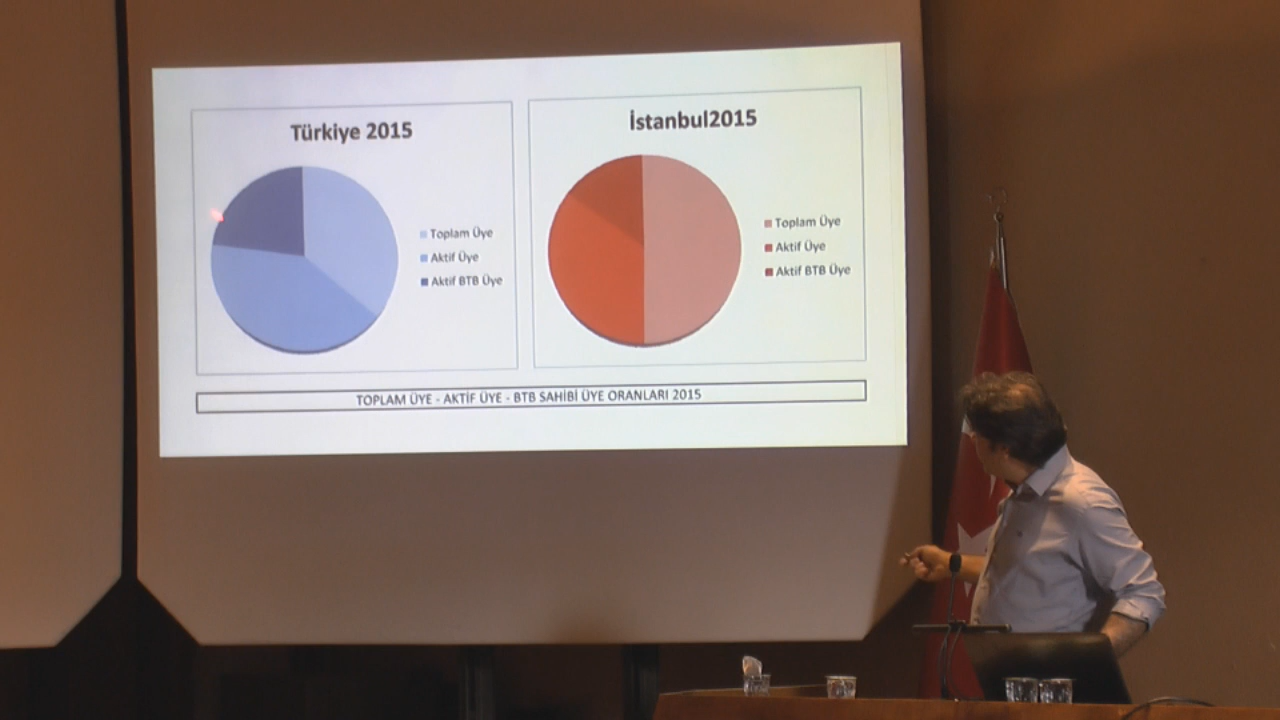 Türkiye 2015
Toplam Üye
Aktif Üye
Aktif BTB Üye
İstanbul2015
Toplam Üye
Aktif Üye
Aktif BTB Üye
TOPLAM ÜYE - AKTİF ÜYE - BTB SAHİBİ ÜYE ORANLARI 2015